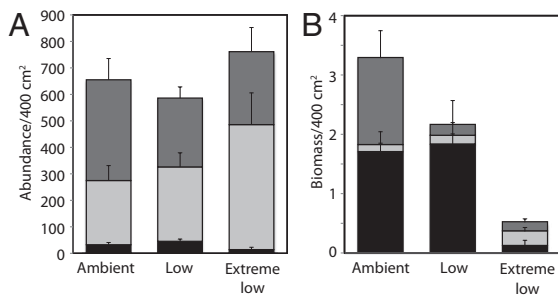 A
Abundance/400 cm²
900
800
700
600
500
400
300
200
100
0
Ambient Low Extreme
low
B
Biomass/400 cm²
4
3
2
1
0
Ambient Low Extreme
low